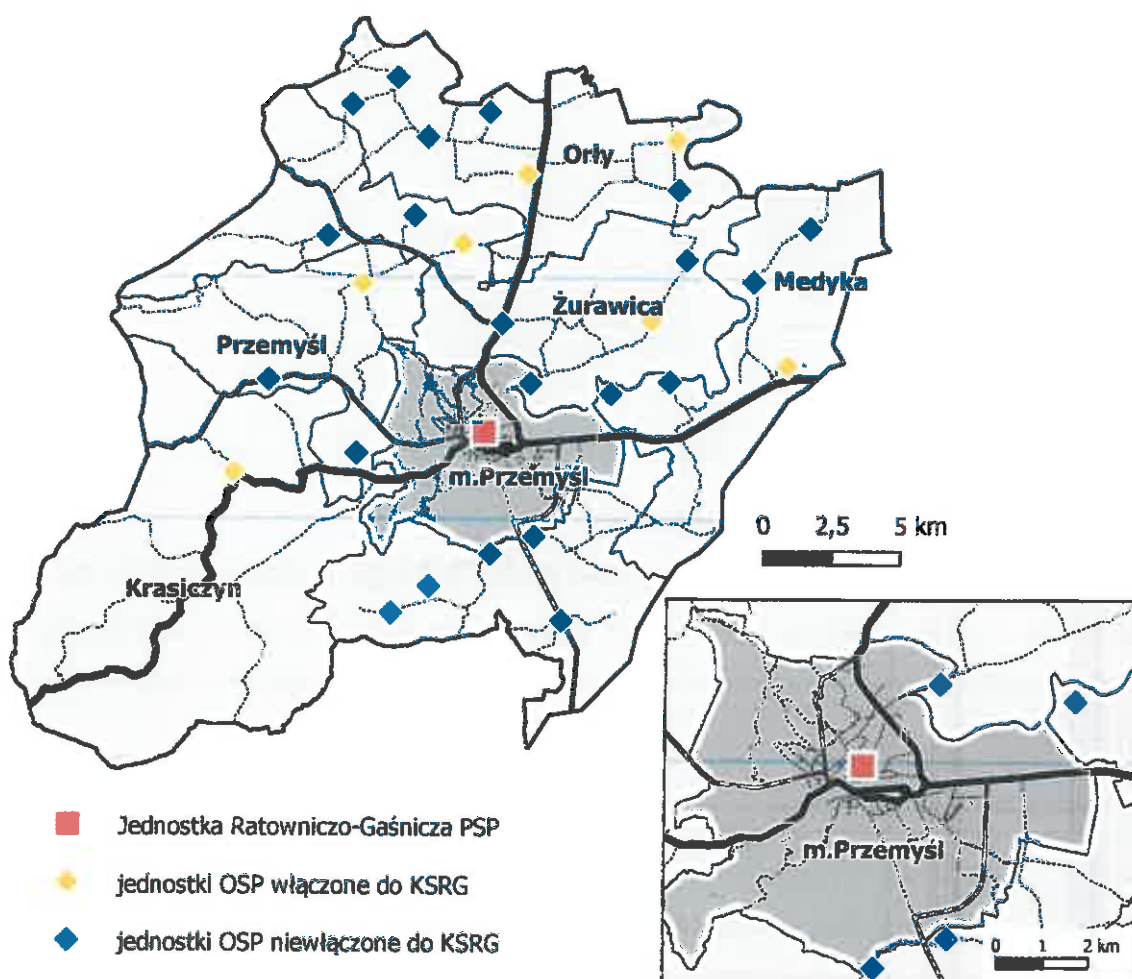 Orły
Medyka
Żurawica
Przemyśl
m.Przemyśl
Krasiczyn
0 2,5 5 km
m.Przemyśl
0 1 2 km
Jednostka Ratowniczo-Gaśnicza PSP
jednostki OSP włączone do KSRG
jednostki OSP niewłączone do KSRG